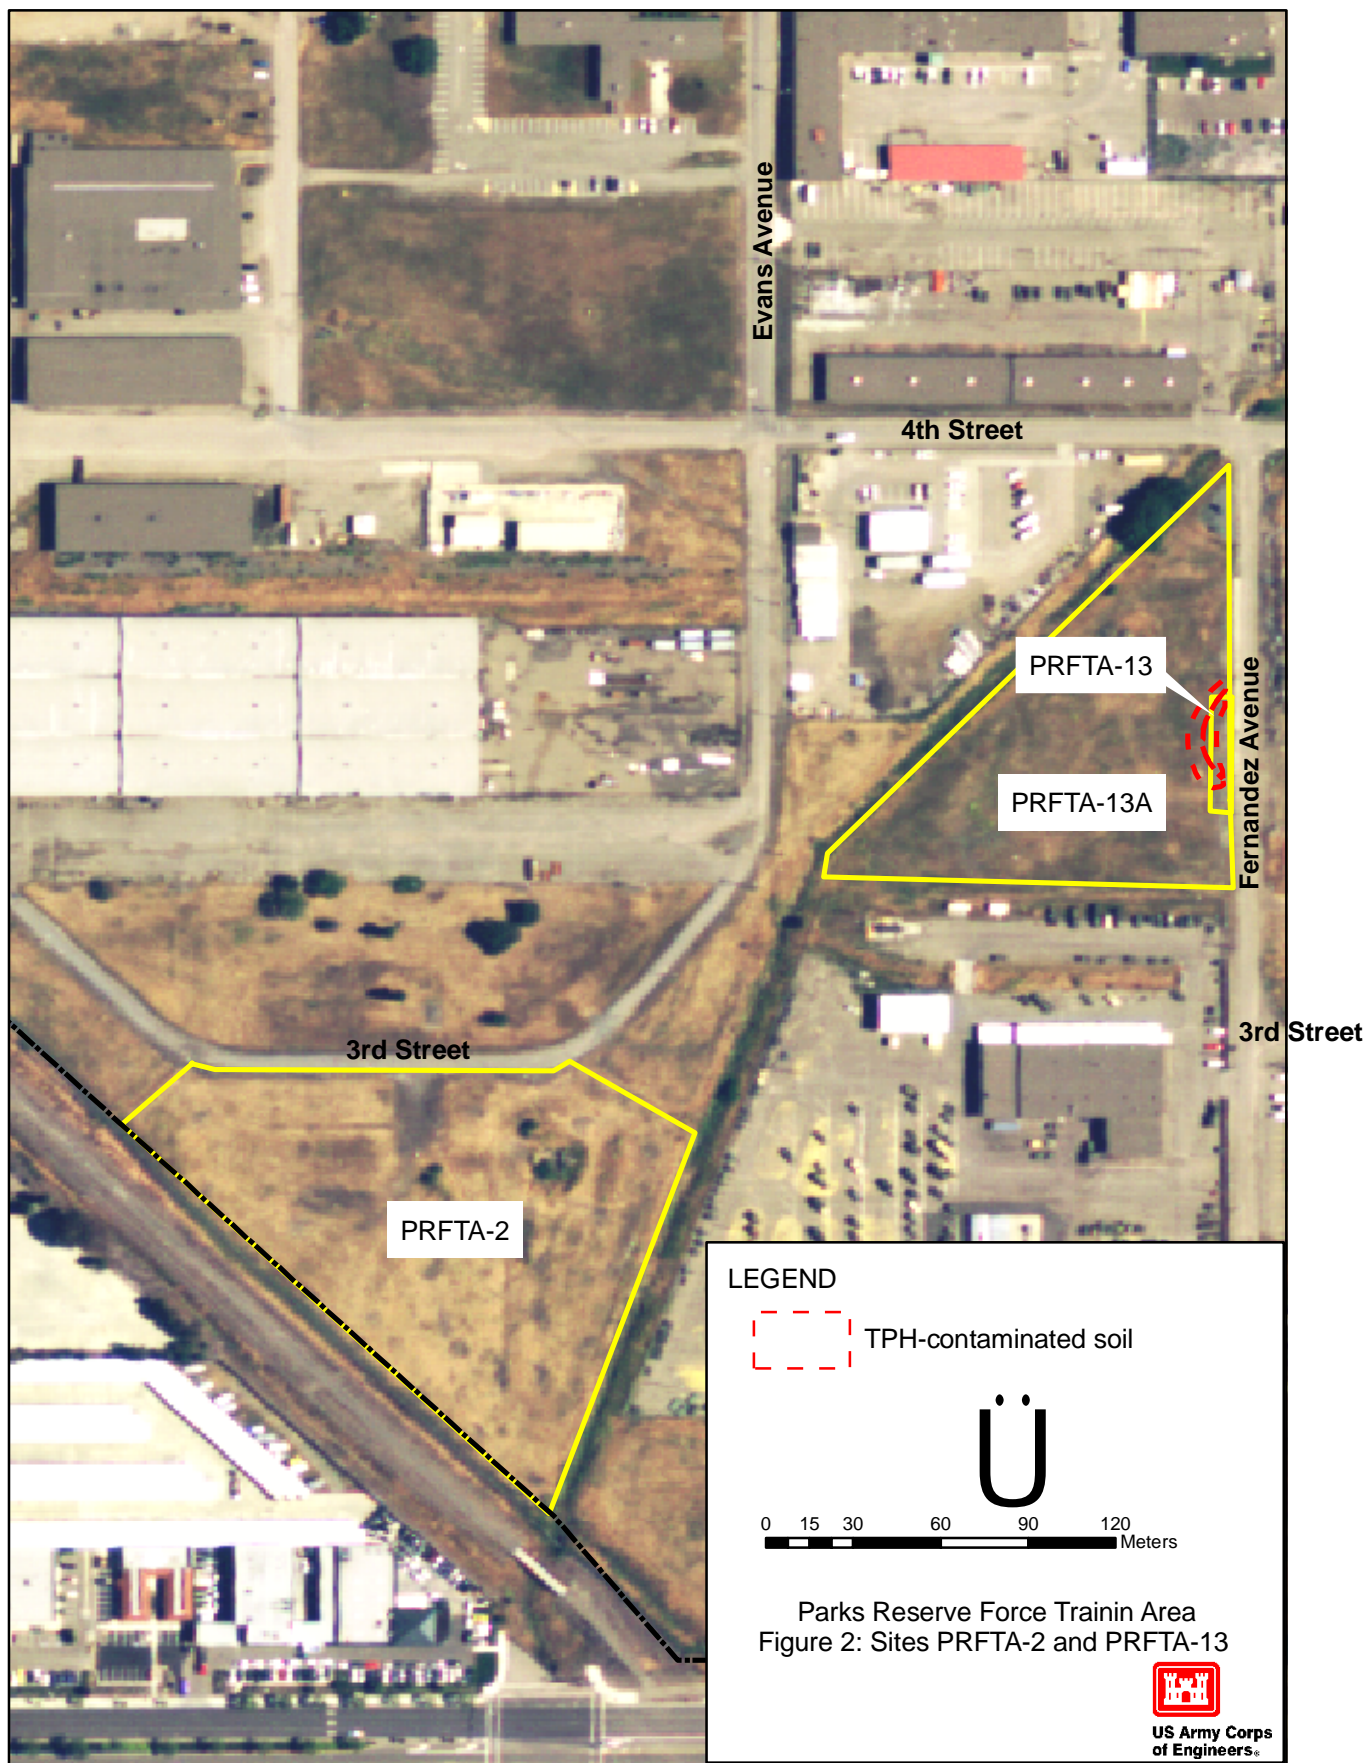 Evans Avenue
4th Street
PRFTA-13
Fernandez Avenue
PRFTA-13A
3rd Street
3rd Street
PRFTA-2
LEGEND
TPH-contaminated soil
Ü
0 15 30 60 90 120
Meters
Parks Reserve Force Trainin Area
Figure 2: Sites PRFTA-2 and PRFTA-13
US Army Corps
of Engineers®